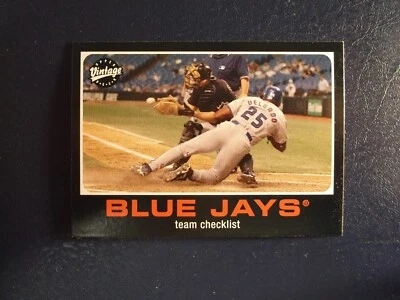 Vintage
DELGADO
25
BLUE JAYS®
team checklist